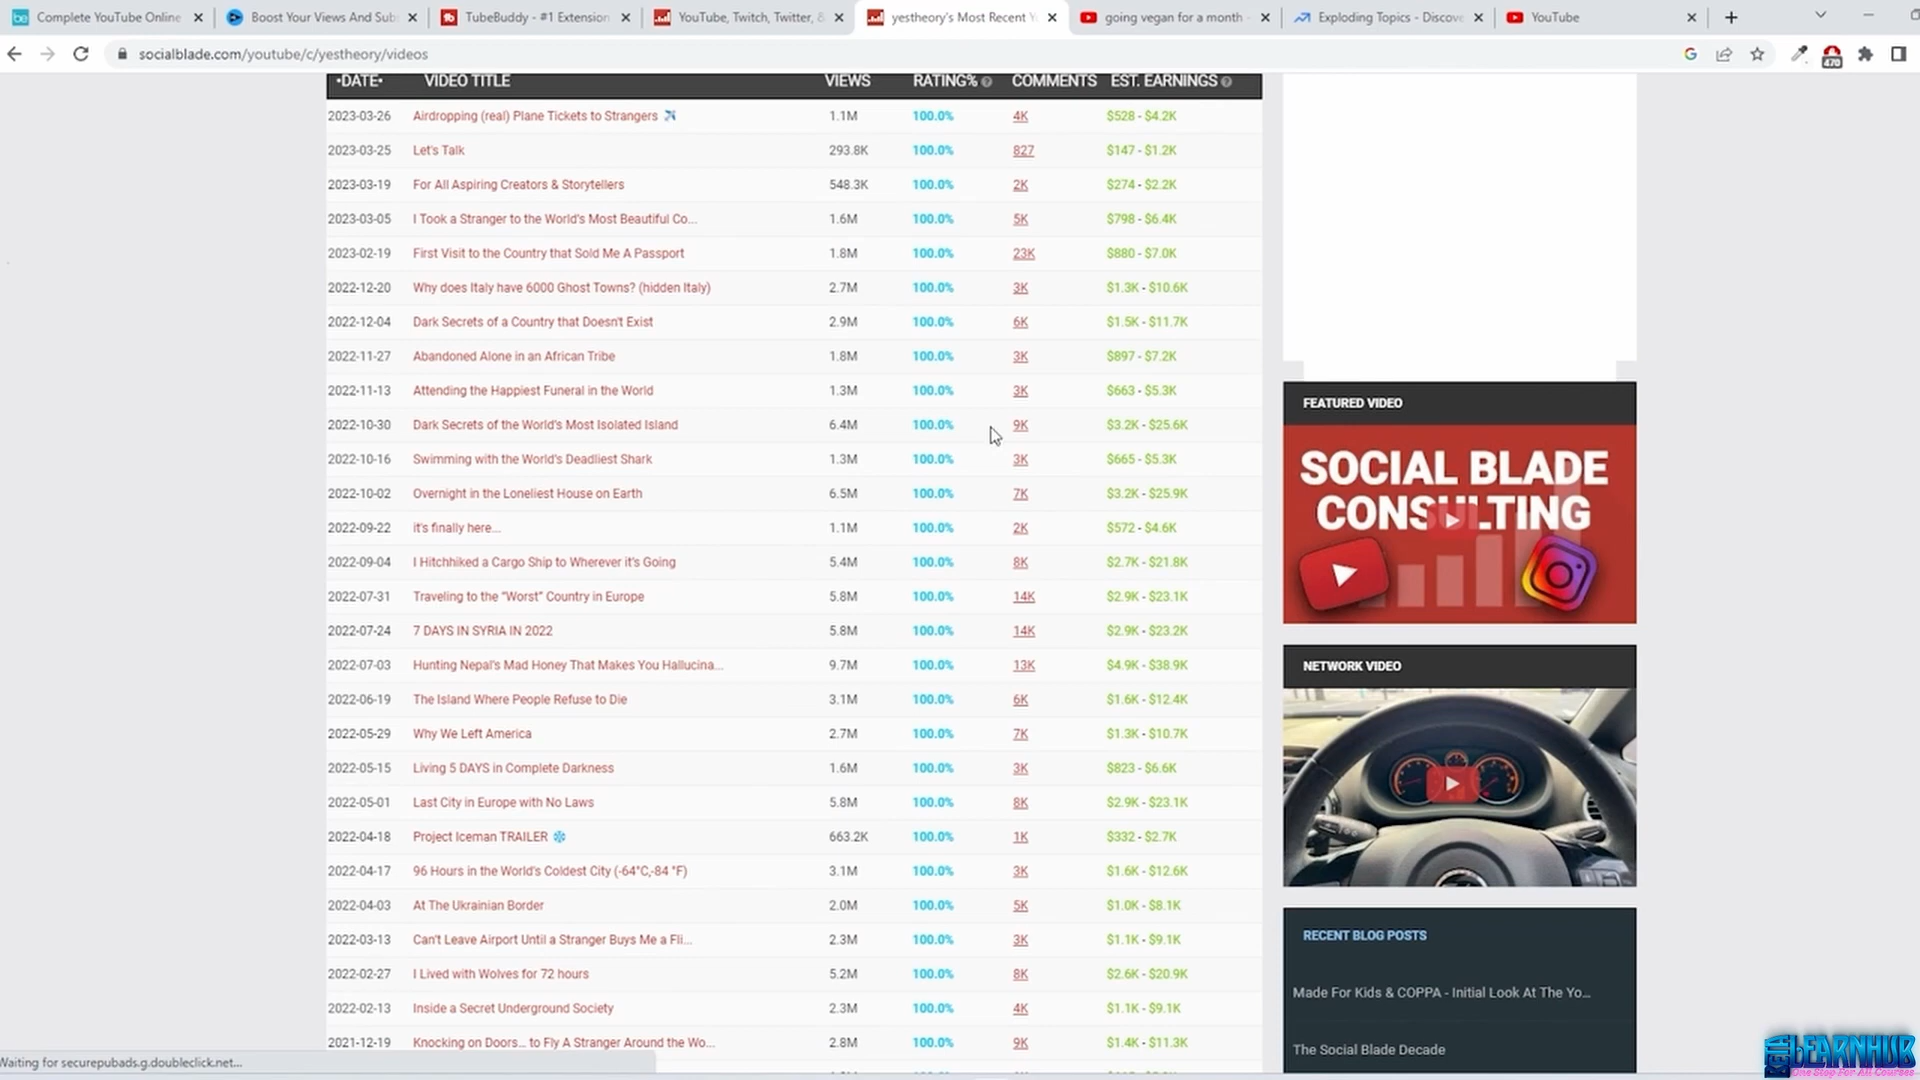 Complete YouTube Online
Boost Your Views And Sub
TubeBuddy - #1 Extension
YouTube, Twitch, Twitter, &
yestheory's Most Recent Y
going vegan for a month -
Exploding Topics - Discov
YouTube
socialblade.com/youtube/c/yestheory/videos
470
•DATE• VIDEO TITLE VIEWS RATING% COMMENTS EST. EARNINGS
2023-03-26 Airdropping (real) Plane Tickets to Strangers 1.1M 100.0% 4K $528 - $4.2K
2023-03-25 Let's Talk 293.8K 100.0% 827 $147 - $1.2K
2023-03-19 For All Aspiring Creators & Storytellers 548.3K 100.0% 2K $274 - $2.2K
2023-03-05 I Took a Stranger to the World's Most Beautiful Co... 1.6M 100.0% 5K $798 - $6.4K
2023-02-19 First Visit to the Country that Sold Me A Passport 1.8M 100.0% 23K $880 - $7.0K
2022-12-20 Why does Italy have 6000 Ghost Towns? (hidden Italy) 2.7M 100.0% 3K $1.3K - $10.6K
2022-12-04 Dark Secrets of a Country that Doesn't Exist 2.9M 100.0% 6K $1.5K - $11.7K
2022-11-27 Abandoned Alone in an African Tribe 1.8M 100.0% 3K $897 - $7.2K
2022-11-13 Attending the Happiest Funeral in the World 1.3M 100.0% 3K $663 - $5.3K
2022-10-30 Dark Secrets of the World's Most Isolated Island 6.4M 100.0% 9K $3.2K - $25.6K
2022-10-16 Swimming with the World's Deadliest Shark 1.3M 100.0% 3K $665 - $5.3K
2022-10-02 Overnight in the Loneliest House on Earth 6.5M 100.0% 7K $3.2K - $25.9K
2022-09-22 it's finally here... 1.1M 100.0% 2K $572 - $4.6K
2022-09-04 I Hitchhiked a Cargo Ship to Wherever it's Going 5.4M 100.0% 8K $2.7K - $21.8K
2022-07-31 Traveling to the "Worst" Country in Europe 5.8M 100.0% 14K $2.9K - $23.1K
2022-07-24 7 DAYS IN SYRIA IN 2022 5.8M 100.0% 14K $2.9K - $23.2K
2022-07-03 Hunting Nepal's Mad Honey That Makes You Hallucina... 9.7M 100.0% 13K $4.9K - $38.9K
2022-06-19 The Island Where People Refuse to Die 3.1M 100.0% 6K $1.6K - $12.4K
2022-05-29 Why We Left America 2.7M 100.0% 7K $1.3K - $10.7K
2022-05-15 Living 5 DAYS in Complete Darkness 1.6M 100.0% 3K $823 - $6.6K
2022-05-01 Last City in Europe with No Laws 5.8M 100.0% 8K $2.9K - $23.1K
2022-04-18 Project Iceman TRAILER 663.2K 100.0% 1K $332 - $2.7K
2022-04-17 96 Hours in the World's Coldest City (-64°C,-84 °F) 3.1M 100.0% 3K $1.6K - $12.6K
2022-04-03 At The Ukrainian Border 2.0M 100.0% 5K $1.0K - $8.1K
2022-03-13 Can't Leave Airport Until a Stranger Buys Me a Fli... 2.3M 100.0% 3K $1.1K - $9.1K
2022-02-27 I Lived with Wolves for 72 hours 5.2M 100.0% 8K $2.6K - $20.9K
2022-02-13 Inside a Secret Underground Society 2.3M 100.0% 4K $1.1K - $9.1K
2021-12-19 Knocking on Doors... to Fly A Stranger Around the Wo... 2.8M 100.0% 9K $1.4K - $11.3K
FEATURED VIDEO
SOCIAL BLADE
CONSULTING
NETWORK VIDEO
RECENT BLOG POSTS
Made For Kids & COPPA - Initial Look At The Yo...
The Social Blade Decade
Waiting for securepubads.g.doubleclick.net...
LEARNHUB
One Stop For All Courses